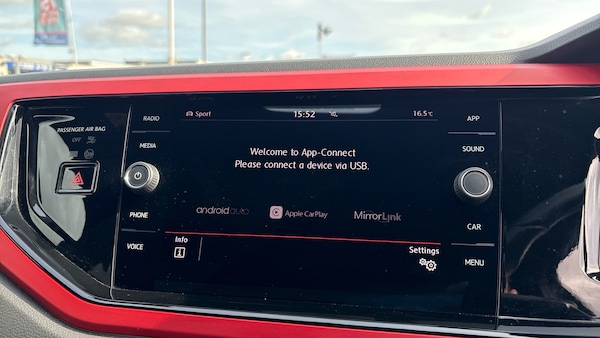 RADIO
Sport
15:52
16.5°c
APP
PASSENGER AIR BAG
OFF
MEDIA
Welcome to App-Connect
Please connect a device via USB.
SOUND
androidauto
Apple CarPlay
MirrorLink
PHONE
CAR
VOICE
Info
Settings
MENU